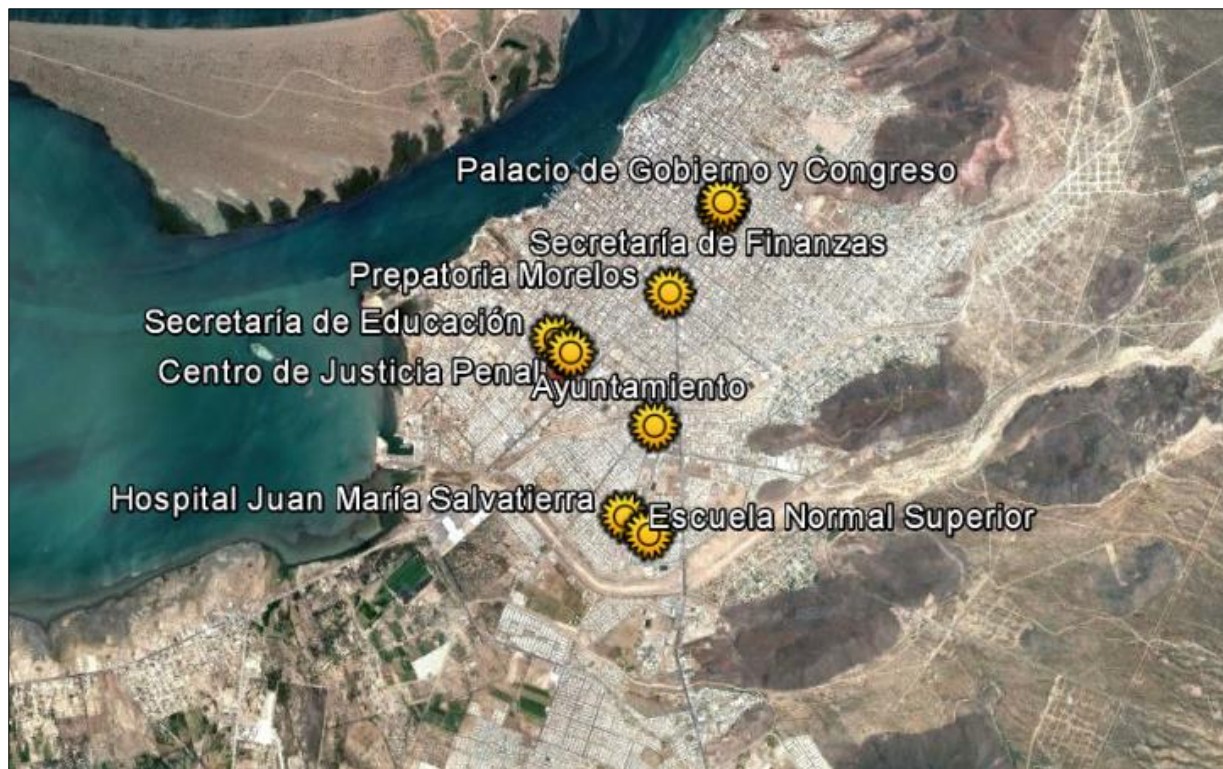 Palacio de Gobierno y Congreso
Secretaría de Finanzas
Prepatoria Morelos
Secretaría de Educación
Centro de Justicia Penal
Ayuntamiento
Hospital Juan María Salvatierra
Escuela Normal Superior